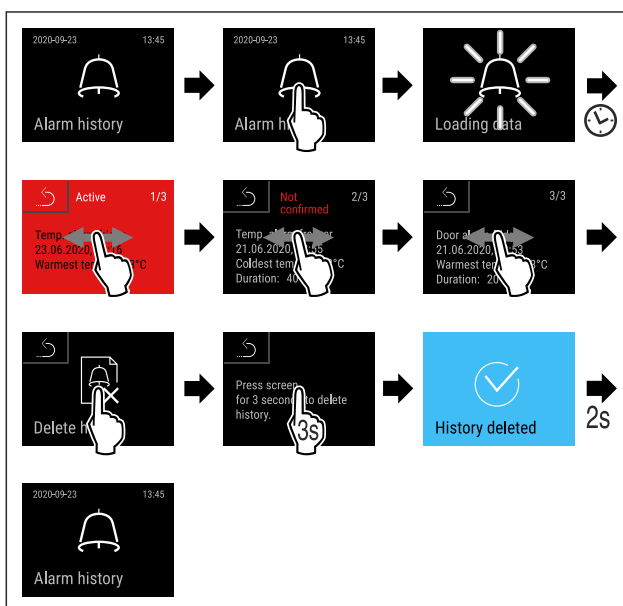 2020-09-23 13:45
Alarm history
2020-09-23 13:45
Alarm
Loading data
Active 1/3
Temp.
23.06.2020,
Warmest °C
Not 2/3
confirmed
Temp.
21.06.2020,
Coldest °C
Duration:
3/3
Door
21.06.2020,
Warmest °C
Duration:
Delete
Press screen
for 3 seconds to delete
history.
3s
History deleted
2s
2020-09-23 13:45
Alarm history